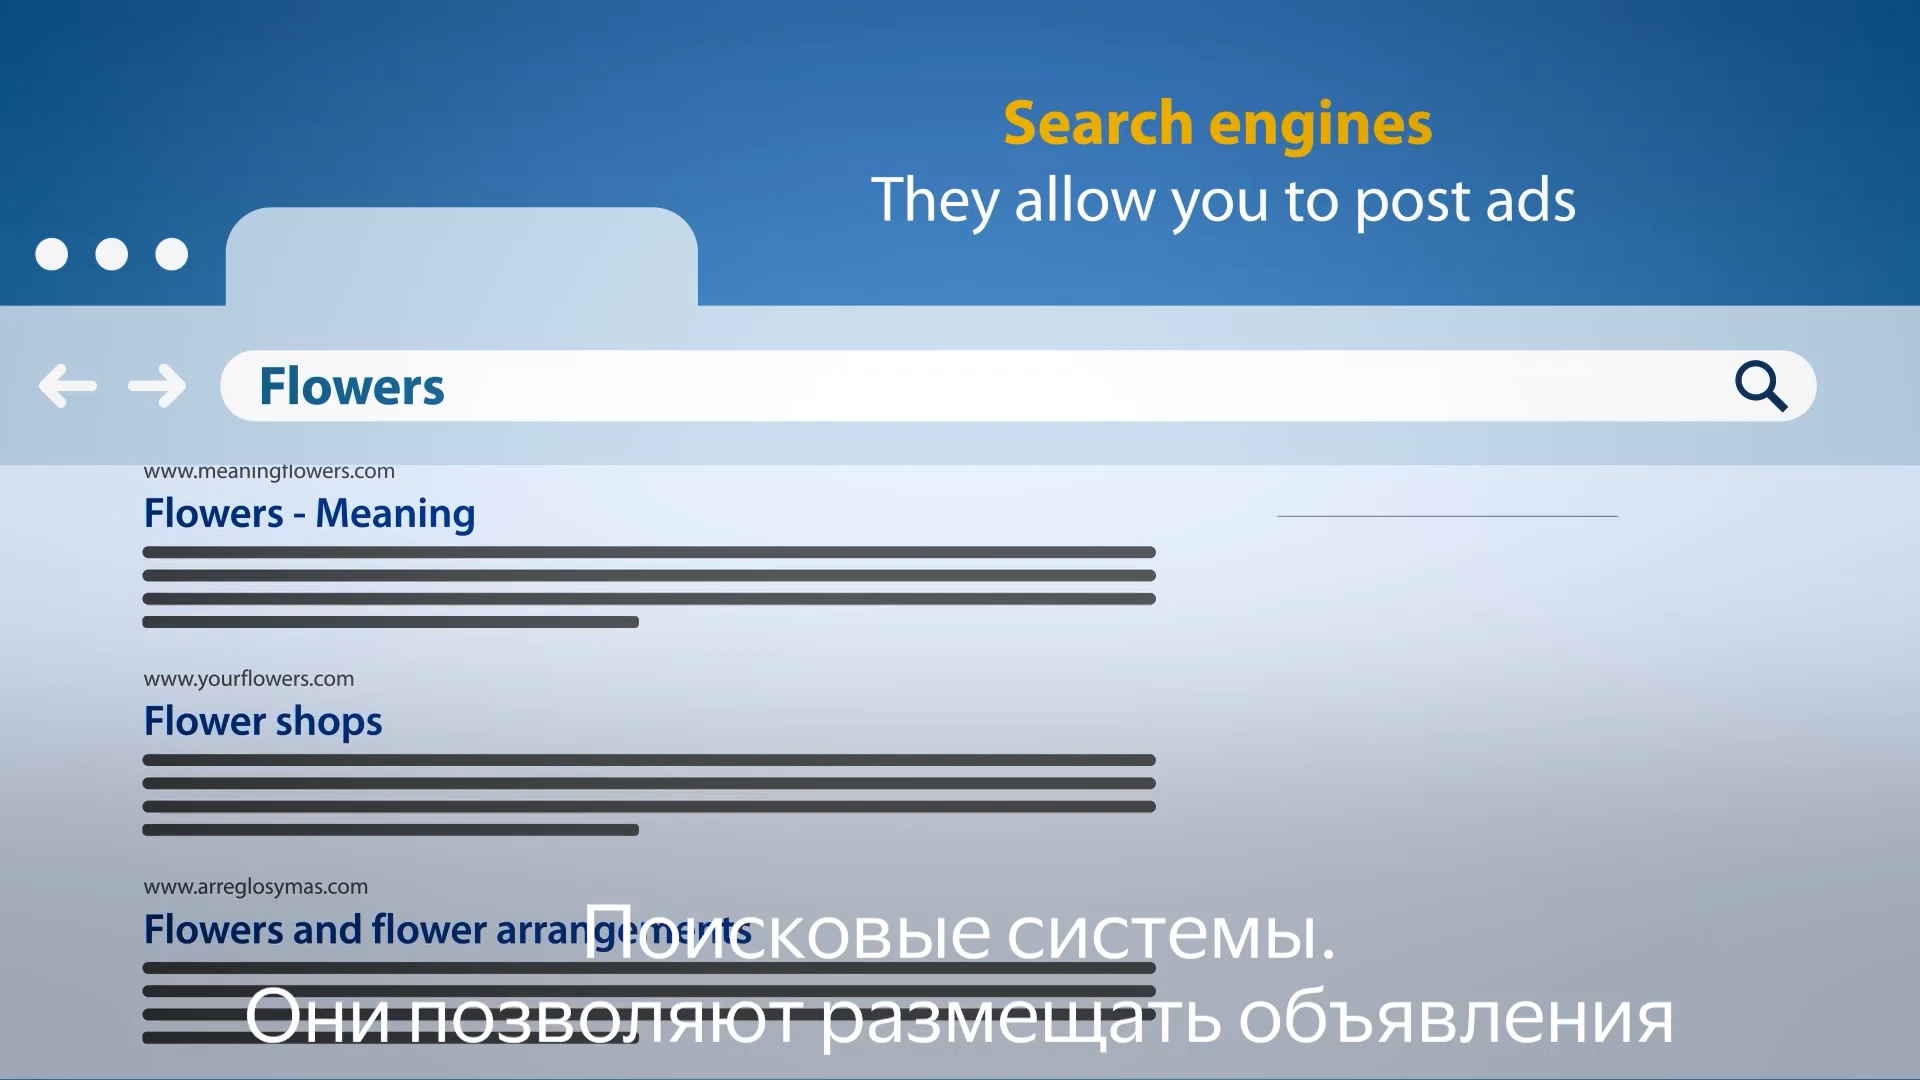 Search engines
They allow you to post ads
Flowers
www.meaningflowers.com
Flowers - Meaning
www.yourflowers.com
Flower shops
www.arreglosymas.com
Flowers and flower arrangements
Поисковые системы.
Они позволяют размещать объявления